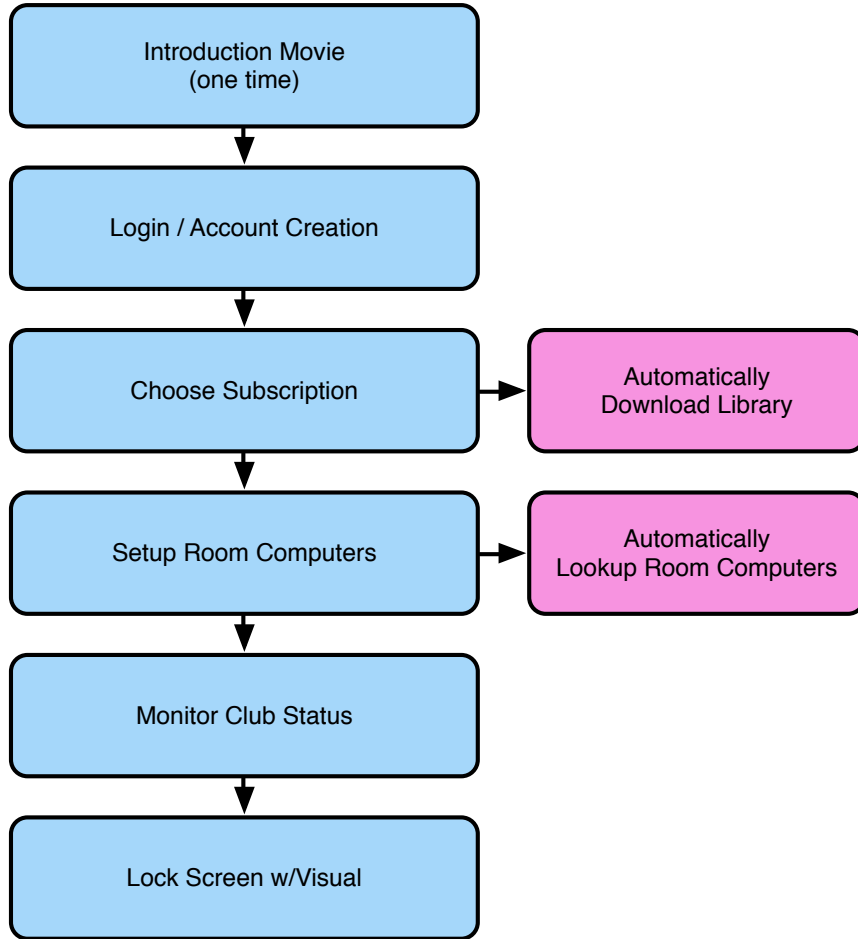 Introduction Movie
(one time)
Login / Account Creation
Choose Subscription
Automatically
Download Library
Setup Room Computers
Automatically
Lookup Room Computers
Monitor Club Status
Lock Screen w/Visual